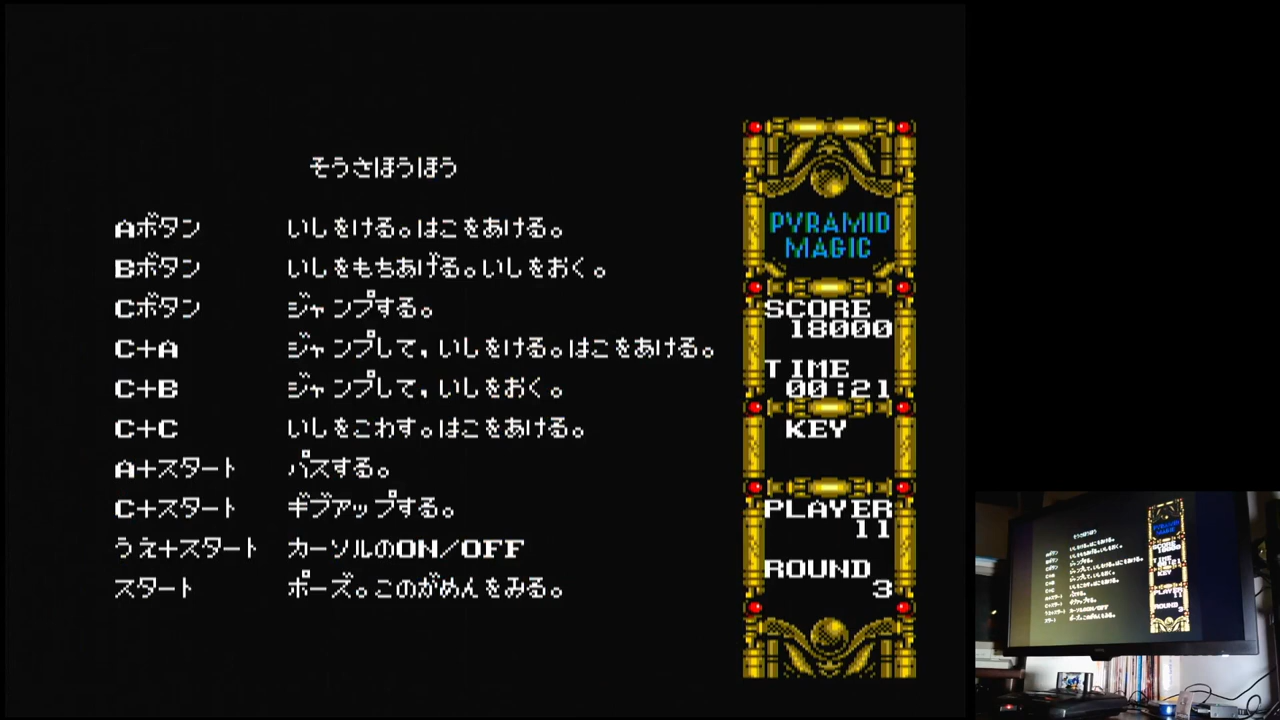 そうさほうほう
Aボタン いしをける。はこをあける。
Bボタン いしをもちあげる。いしをおく。
Cボタン ジャンプする。
C+A ジャンプして,いしをける。はこをあける。
C+B ジャンプして,いしをおく。
C+C いしをこわす。はこをあける。
A+スタート パスする。
C+スタート ギブアップする。
うえ+スタート カーソルのON/OFF
スタート ポーズ。このがめんをみる。
PYRAMID
MAGIC
SCORE
18000
TIME
00:21
KEY
PLAYER
11
ROUND
3